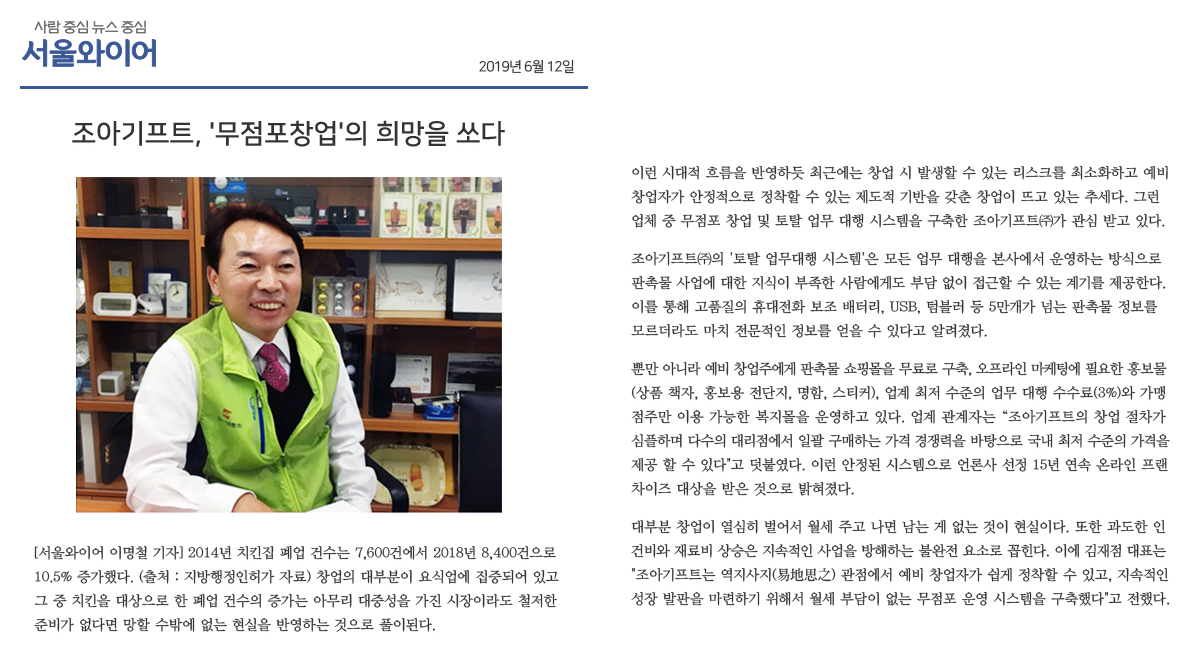 사람 중심 뉴스 중심
서울와이어
2019년 6월 12일
조아기프트, '무점포창업'의 희망을 쏘다
[서울와이어 이명철 기자] 2014년 치킨집 폐업 건수는 7,600건에서 2018년 8,400건으로
10.5% 증가했다. (출처 : 지방행정인허가 자료) 창업의 대부분이 요식업에 집중되어 있고
그 중 치킨을 대상으로 한 폐업 건수의 증가는 아무리 대중성을 가진 시장이라도 철저한
준비가 없다면 망할 수밖에 없는 현실을 반영하는 것으로 풀이된다.
이런 시대적 흐름을 반영하듯 최근에는 창업 시 발생할 수 있는 리스크를 최소화하고 예비
창업자가 안정적으로 정착할 수 있는 제도적 기반을 갖춘 창업이 뜨고 있는 추세다. 그런
업체 중 무점포 창업 및 토탈 업무 대행 시스템을 구축한 조아기프트㈜가 관심 받고 있다.
조아기프트㈜의 '토탈 업무대행 시스템'은 모든 업무 대행을 본사에서 운영하는 방식으로
판촉물 사업에 대한 지식이 부족한 사람에게도 부담 없이 접근할 수 있는 계기를 제공한다.
이를 통해 고품질의 휴대전화 보조 배터리, USB, 텀블러 등 5만개가 넘는 판촉물 정보를
모르더라도 마치 전문적인 정보를 얻을 수 있다고 알려졌다.
뿐만 아니라 예비 창업주에게 판촉물 쇼핑몰을 무료로 구축, 오프라인 마케팅에 필요한 홍보물
(상품 책자, 홍보용 전단지, 명함, 스티커), 업계 최저 수준의 업무 대행 수수료(3%)와 가맹
점주만 이용 가능한 복지몰을 운영하고 있다. 업계 관계자는 “조아기프트의 창업 절차가
심플하며 다수의 대리점에서 일괄 구매하는 가격 경쟁력을 바탕으로 국내 최저 수준의 가격을
제공 할 수 있다"고 덧붙였다. 이런 안정된 시스템으로 언론사 선정 15년 연속 온라인 프랜
차이즈 대상을 받은 것으로 밝혀졌다.
대부분 창업이 열심히 벌어서 월세 주고 나면 남는 게 없는 것이 현실이다. 또한 과도한 인
건비와 재료비 상승은 지속적인 사업을 방해하는 불완전 요소로 꼽힌다. 이에 김재점 대표는
"조아기프트는 역지사지(易地思之) 관점에서 예비 창업자가 쉽게 정착할 수 있고, 지속적인
성장 발판을 마련하기 위해서 월세 부담이 없는 무점포 운영 시스템을 구축했다"고 전했다.